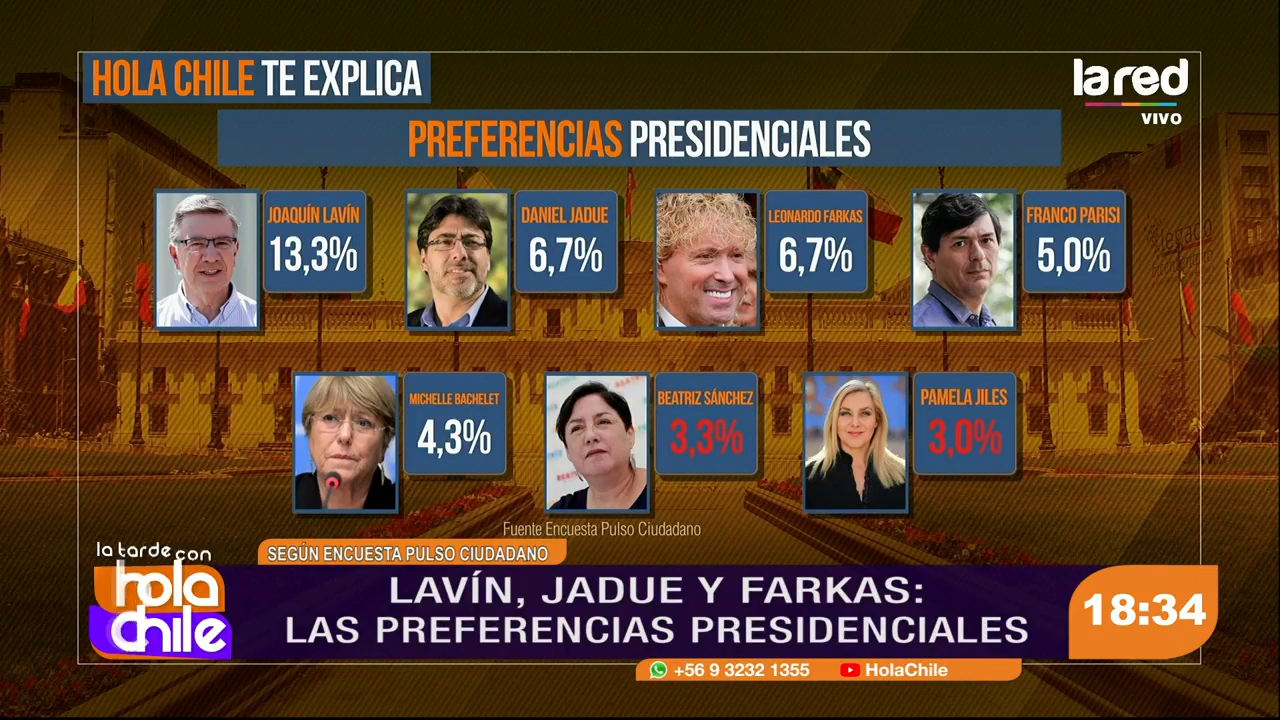 HOLA CHILE TE EXPLICA
la red
VIVO
PREFERENCIAS PRESIDENCIALES
JOAQUÍN LAVÍN
13,3%
DANIEL JADUE
6,7%
LEONARDO FARKAS
6,7%
FRANCO PARISI
5,0%
MICHELLE BACHELET
4,3%
BEATRIZ SÁNCHEZ
3,3%
PAMELA JILES
3,0%
Fuente Encuesta Pulso Ciudadano
la tarde con
hola
chile
SEGÚN ENCUESTA PULSO CIUDADANO
LAVÍN, JADUE Y FARKAS:
LAS PREFERENCIAS PRESIDENCIALES
18:34
+56 9 3232 1355 HolaChile